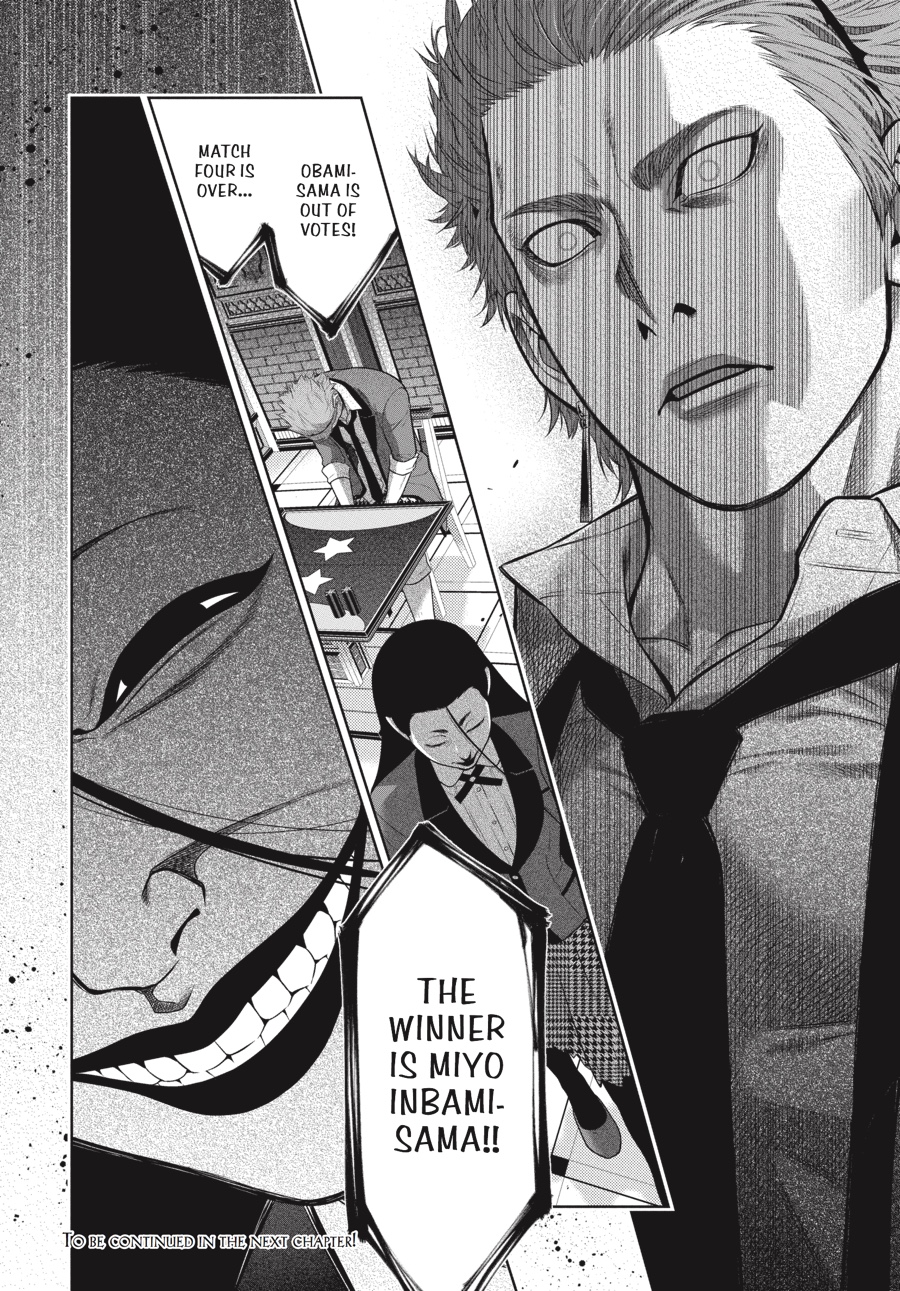 OBAMI-
SAMA IS
OUT OF
VOTES!
MATCH
FOUR IS
OVER...
THE
WINNER
IS MIYO
INBAMI-
SAMA!!
TO BE CONTINUED IN THE NEXT CHAPTER!